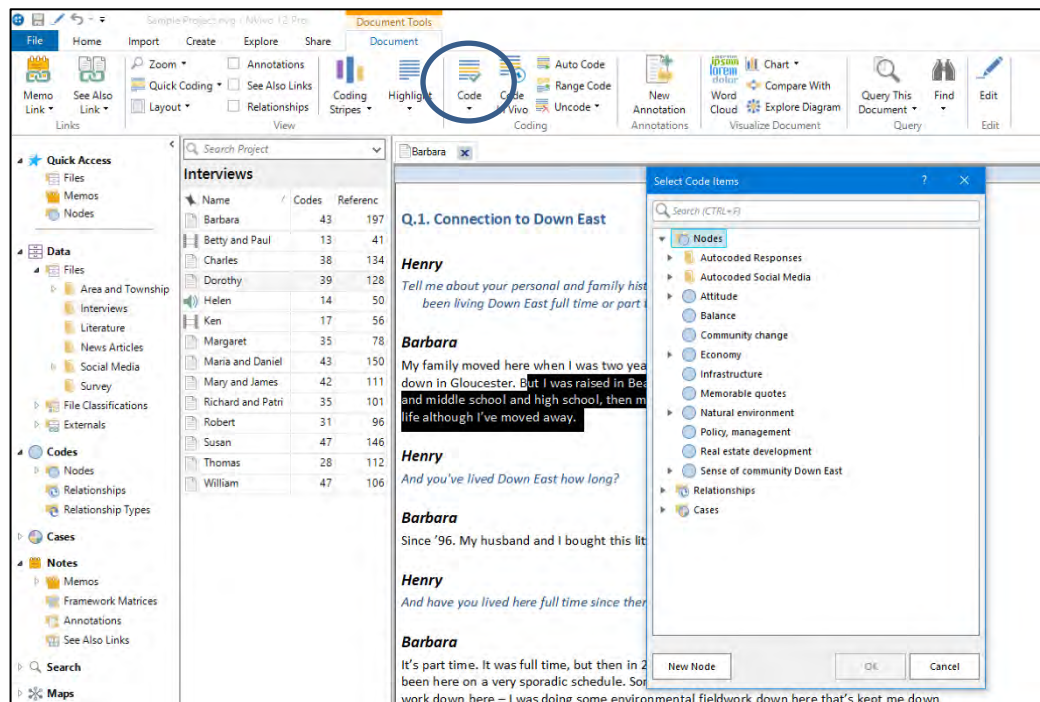 Sample Project.nvp - NVivo 12 Pro
Document Tools
File Home Import Create Explore Share Document
Memo Link
See Also Link
Links
Zoom
Quick Coding
Layout
Annotations
See Also Links
Relationships
View
Coding Stripes
Highlight
Code
Code In Vivo
Auto Code
Range Code
Uncode
Coding
New Annotation
Annotations
Word Cloud
Chart
Compare With
Explore Diagram
Visualize Document
Query This Document
Find
Query
Edit
Edit
Quick Access
Files
Memos
Nodes
Data
Files
Area and Township
Interviews
Literature
News Articles
Social Media
Survey
File Classifications
Externals
Codes
Nodes
Relationships
Relationship Types
Cases
Notes
Memos
Framework Matrices
Annotations
See Also Links
Search
Maps
Search Project
Interviews
Name Codes Referenc
Barbara 43 197
Betty and Paul 13 41
Charles 38 134
Dorothy 39 128
Helen 14 50
Ken 17 56
Margaret 35 78
Maria and Daniel 43 150
Mary and James 42 111
Richard and Patri 35 101
Robert 31 96
Susan 47 146
Thomas 28 112
William 47 106
Barbara
Q.1. Connection to Down East
Henry
Tell me about your personal and family hist
been living Down East full time or part t
Barbara
My family moved here when I was two yea
down in Gloucester. But I was raised in Bea
and middle school and high school, then m
life although I've moved away.
Henry
And you've lived Down East how long?
Barbara
Since '96. My husband and I bought this lit
Henry
And have you lived here full time since ther
Barbara
It's part time. It was full time, but then in 2
been here on a very sporadic schedule. Sor
work down here – I was doing some environmental fieldwork down here that's kept me down
Select Code Items
Search (CTRL+F)
Nodes
Autocoded Responses
Autocoded Social Media
Attitude
Balance
Community change
Economy
Infrastructure
Memorable quotes
Natural environment
Policy, management
Real estate development
Sense of community Down East
Relationships
Cases
New Node OK Cancel